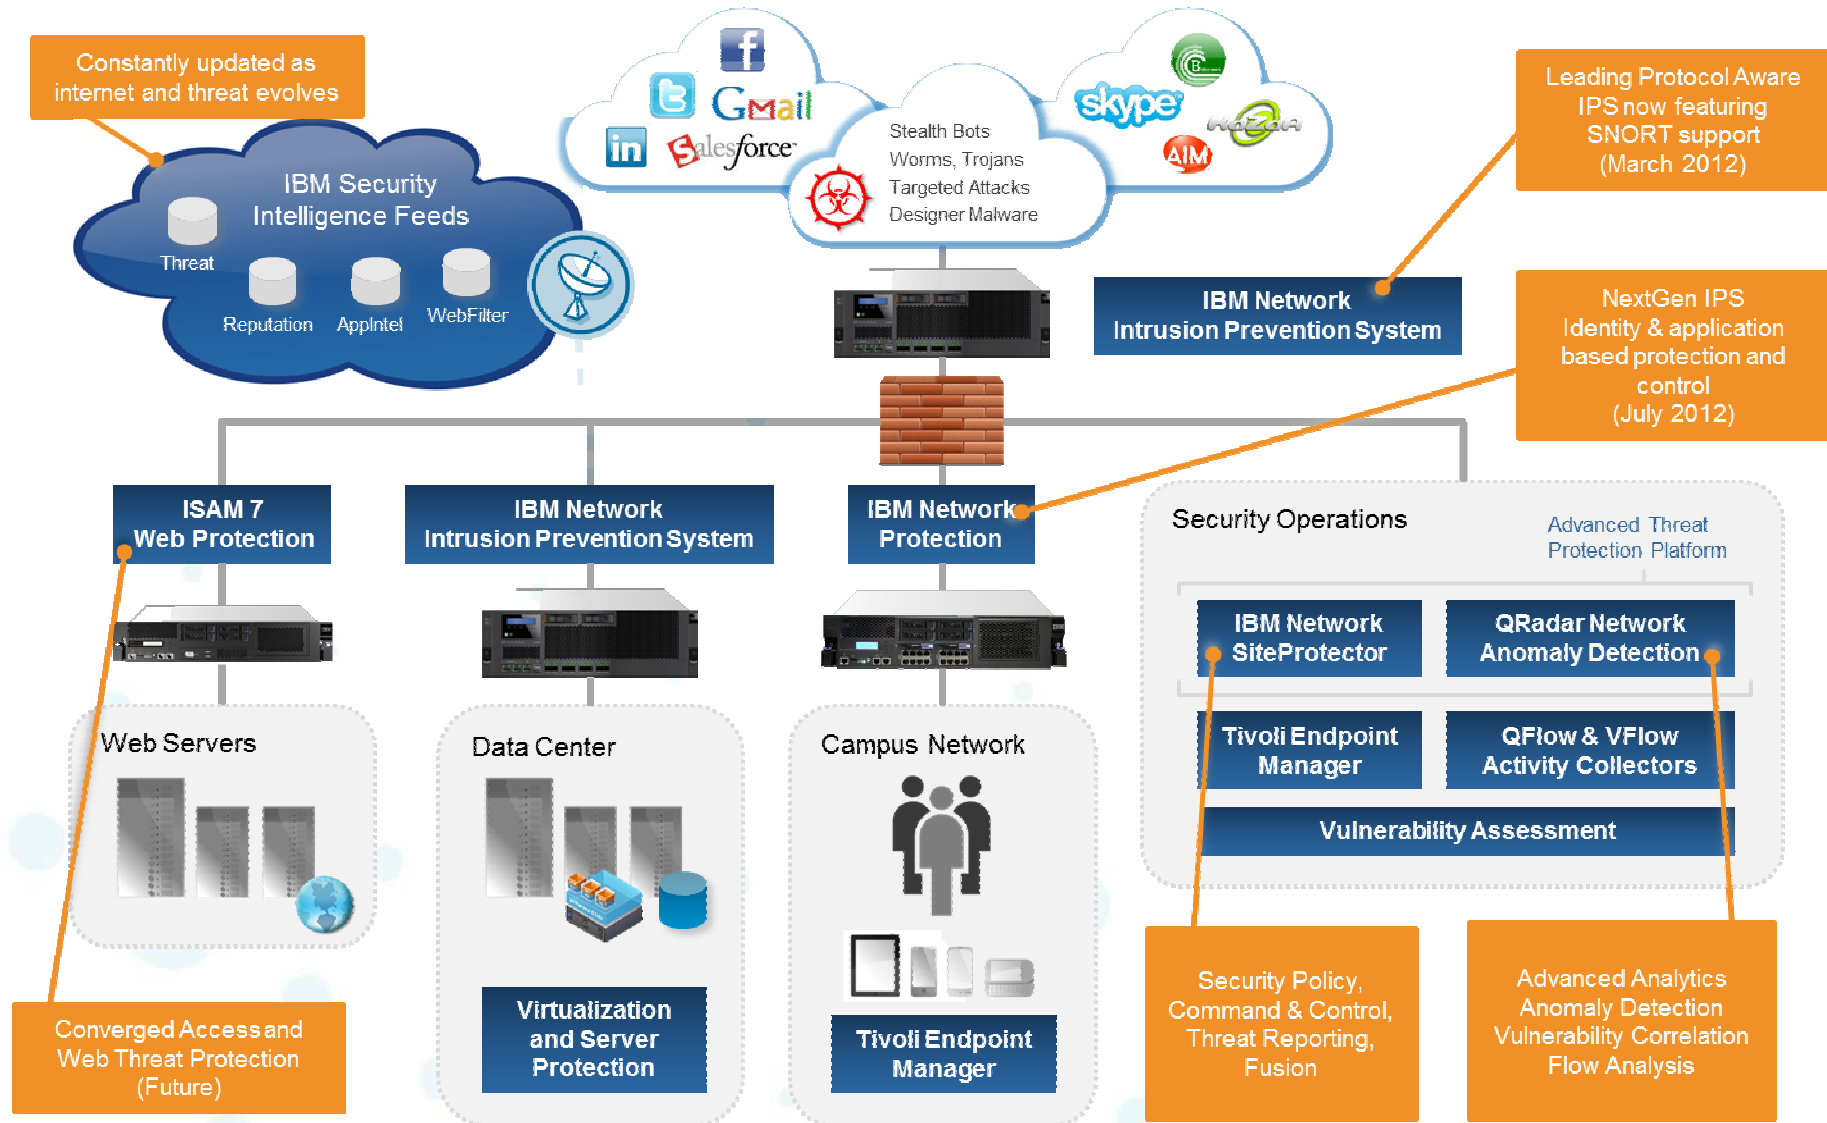 Constantly updated as
internet and threat evolves
IBM Security
Intelligence Feeds
Threat
Reputation
AppIntel
WebFilter
GMail
salesforce
in
Stealth Bots
Worms, Trojans
Targeted Attacks
Designer Malware
skype
KaZaA
AIM
Leading Protocol Aware
IPS now featuring
SNORT support
(March 2012)
IBM Network
Intrusion Prevention System
NextGen IPS
Identity & application
based protection and
control
(July 2012)
ISAM 7
Web Protection
IBM Network
Intrusion Prevention System
IBM Network
Protection
Security Operations
Advanced Threat
Protection Platform
IBM Network
SiteProtector
QRadar Network
Anomaly Detection
Tivoli Endpoint
Manager
QFlow & VFlow
Activity Collectors
Vulnerability Assessment
Web Servers
Data Center
Campus Network
Virtualization
and Server
Protection
Tivoli Endpoint
Manager
Converged Access and
Web Threat Protection
(Future)
Security Policy,
Command & Control,
Threat Reporting,
Fusion
Advanced Analytics
Anomaly Detection
Vulnerability Correlation
Flow Analysis